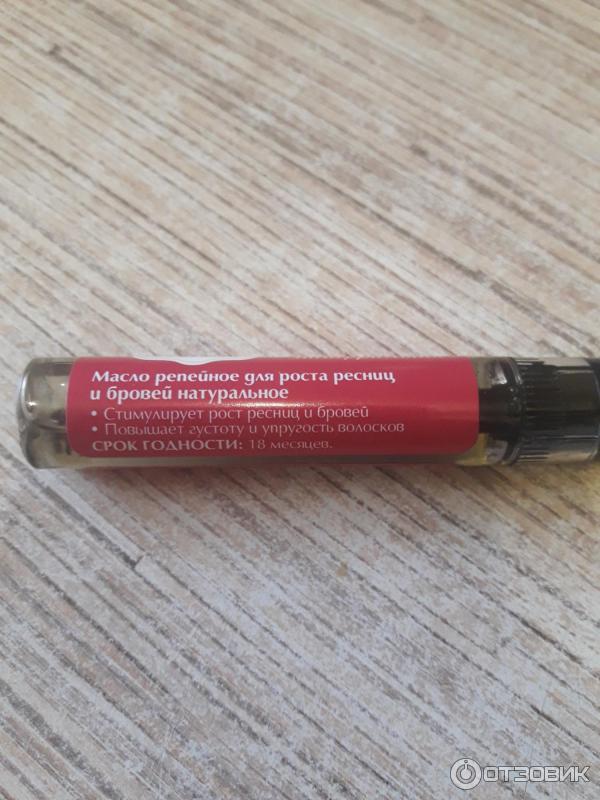 Масло репейное для роста ресниц
и бровей натуральное
• Стимулирует рост ресниц и бровей
• Повышает густоту и упругость волосков
СРОК ГОДНОСТИ: 18 месяцев.
ОТЗОВИК